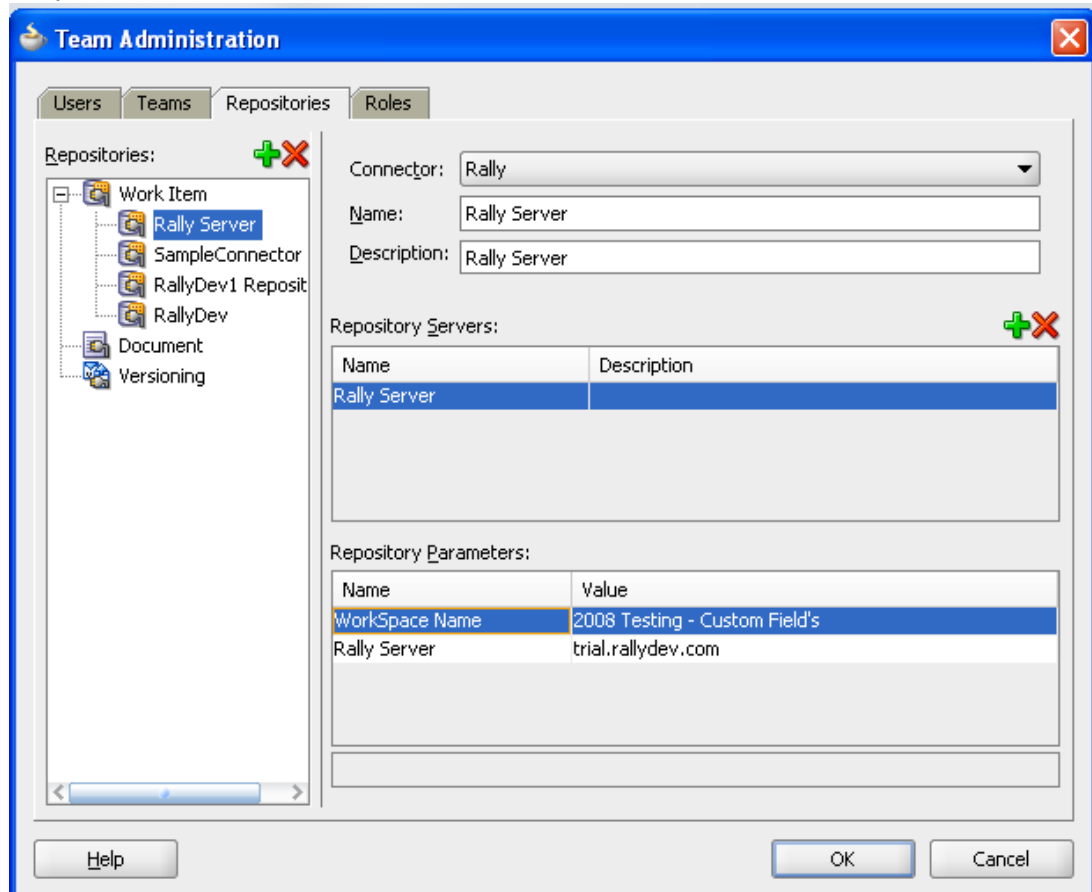 Team Administration
Users Teams Repositories Roles
Repositories:
Work Item
Rally Server
SampleConnector
RallyDev1 Reposit
RallyDev
Document
Versioning
Connector: Rally
Name: Rally Server
Description: Rally Server
Repository Servers:
Name Description
Rally Server
Repository Parameters:
Name Value
WorkSpace Name 2008 Testing - Custom Field's
Rally Server trial.rallydev.com
Help OK Cancel